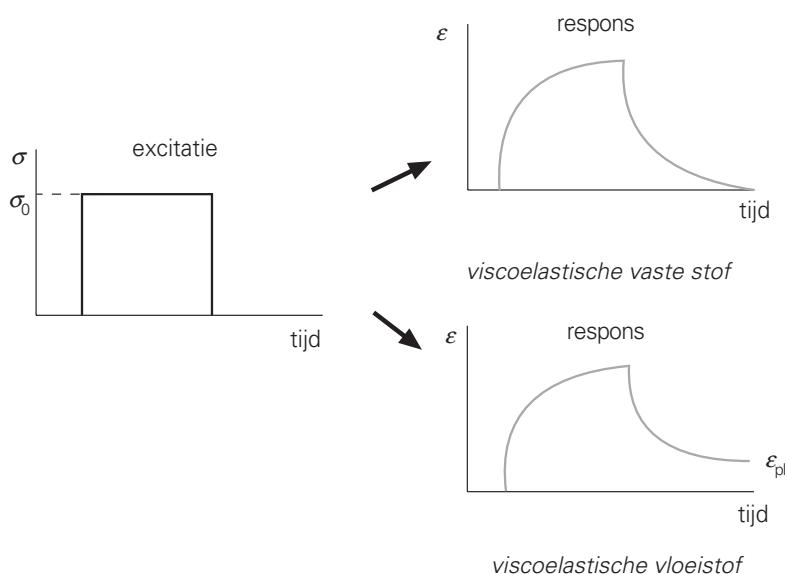 excitatie
σ
σ0
tijd
respons
ε
tijd
viscoelastische vaste stof
respons
ε
εpl
tijd
viscoelastische vloeistof